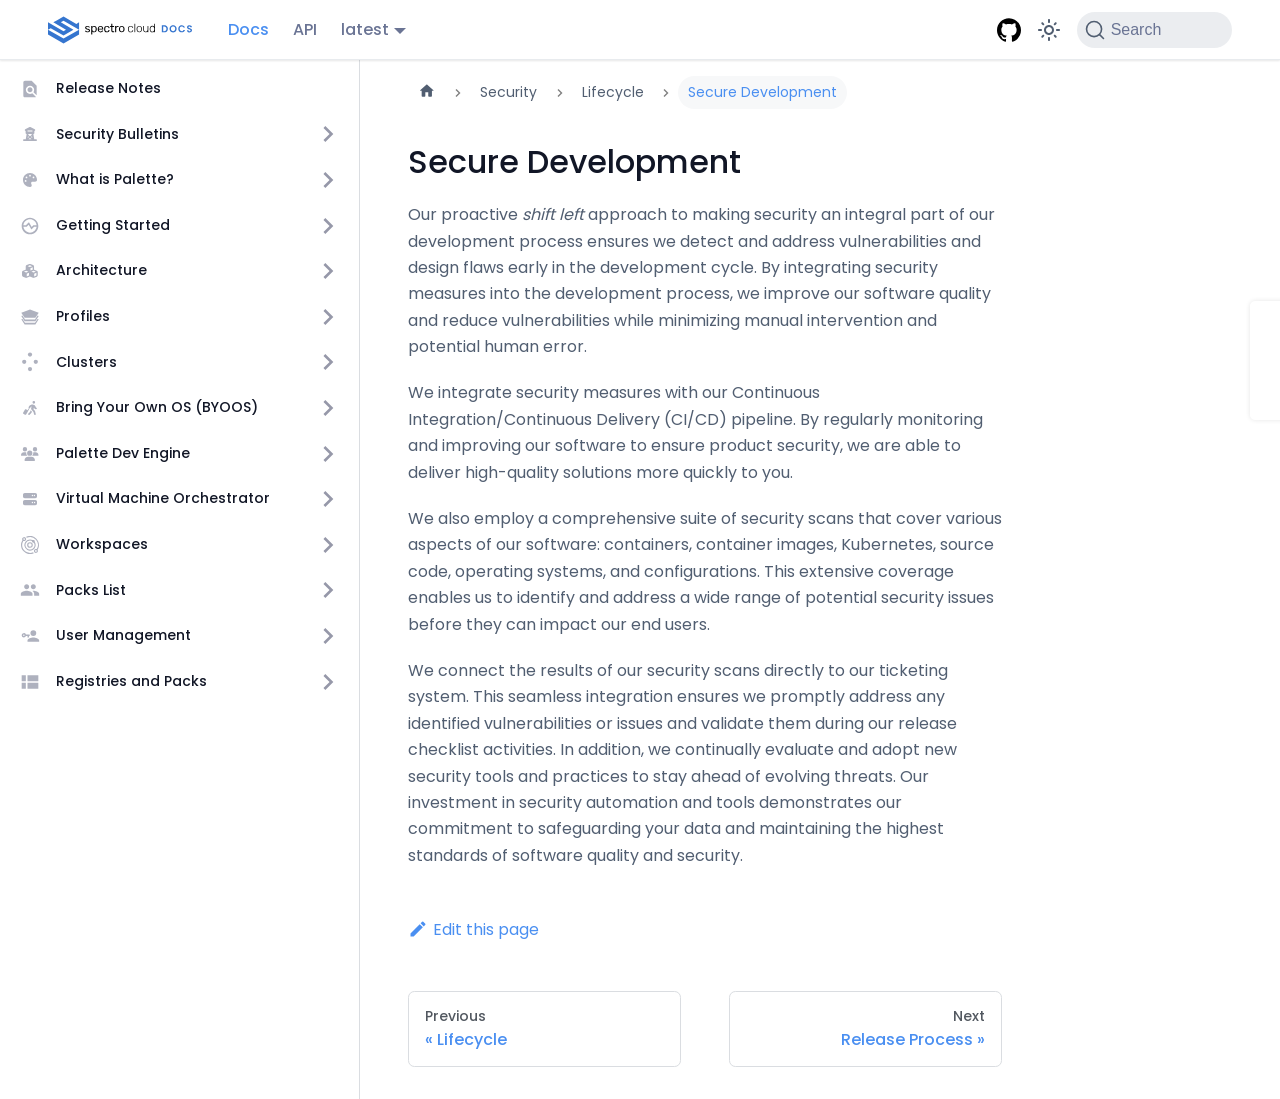 spectro cloud DOCS
Docs
API
latest
Search
Release Notes
Security Bulletins
What is Palette?
Getting Started
Architecture
Profiles
Clusters
Bring Your Own OS (BYOOS)
Palette Dev Engine
Virtual Machine Orchestrator
Workspaces
Packs List
User Management
Registries and Packs
Security
Lifecycle
Secure Development
Secure Development
Our proactive shift left approach to making security an integral part of our
development process ensures we detect and address vulnerabilities and
design flaws early in the development cycle. By integrating security
measures into the development process, we improve our software quality
and reduce vulnerabilities while minimizing manual intervention and
potential human error.
We integrate security measures with our Continuous
Integration/Continuous Delivery (CI/CD) pipeline. By regularly monitoring
and improving our software to ensure product security, we are able to
deliver high-quality solutions more quickly to you.
We also employ a comprehensive suite of security scans that cover various
aspects of our software: containers, container images, Kubernetes, source
code, operating systems, and configurations. This extensive coverage
enables us to identify and address a wide range of potential security issues
before they can impact our end users.
We connect the results of our security scans directly to our ticketing
system. This seamless integration ensures we promptly address any
identified vulnerabilities or issues and validate them during our release
checklist activities. In addition, we continually evaluate and adopt new
security tools and practices to stay ahead of evolving threats. Our
investment in security automation and tools demonstrates our
commitment to safeguarding your data and maintaining the highest
standards of software quality and security.
Edit this page
Previous
« Lifecycle
Next
Release Process »